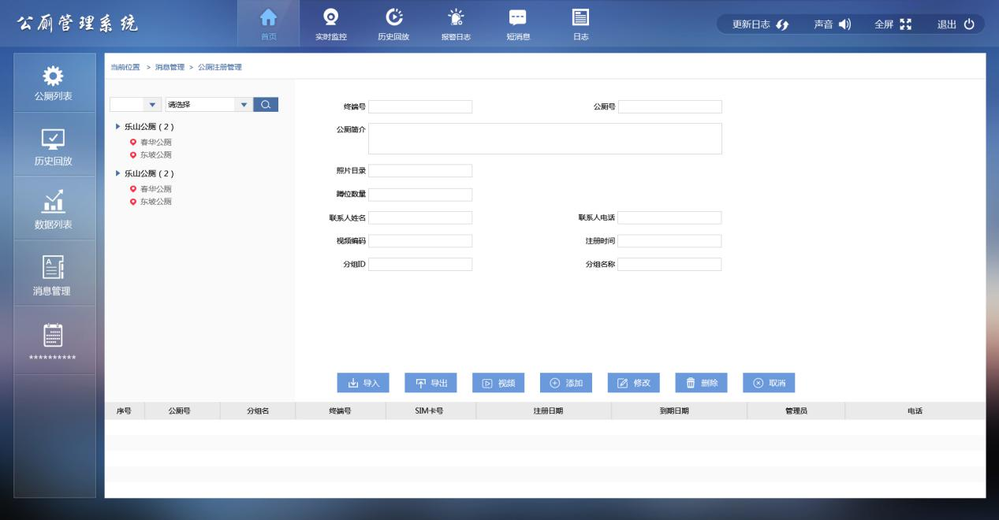 公厕管理系统
首页
实时监控
历史回放
报警日志
短消息
日志
更新日志
声音
全屏
退出
公厕列表
历史回放
数据列表
消息管理
**********
当前位置 > 消息管理 > 公厕注册管理
请选择
乐山公厕 ( 2 )
春华公厕
东坡公厕
乐山公厕 ( 2 )
春华公厕
东坡公厕
终端号
公厕号
公厕简介
照片目录
蹲位数量
联系人姓名
联系人电话
视频编码
注册时间
分组ID
分组名称
导入
导出
视频
添加
修改
删除
取消
序号
公厕号
分组名
终端号
SIM卡号
注册日期
到期日期
管理员
电话